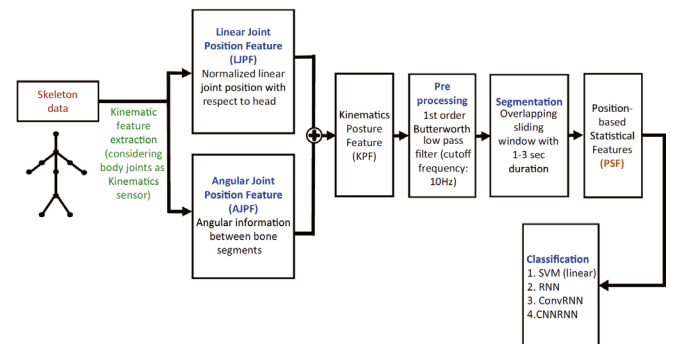 Skeleton
data
Kinematic
feature
extraction
(considering
body joints as
Kinematics
sensor)
Linear Joint
Position Feature
(LJPF)
Normalized linear
joint position with
respect to head
Angular Joint
Position Feature
(AJPF)
Angular information
between bone
segments
Kinematics
Posture
Feature
(KPF)
Pre
processing
1st order
Butterworth
low pass
filter (cutoff
frequency:
10Hz)
Segmentation
Overlapping
sliding
window with
1-3 sec
duration
Position-
based
Statistical
Features
(PSF)
Classification
1. SVM (linear)
2. RNN
3. ConvRNN
4.CNNRNN